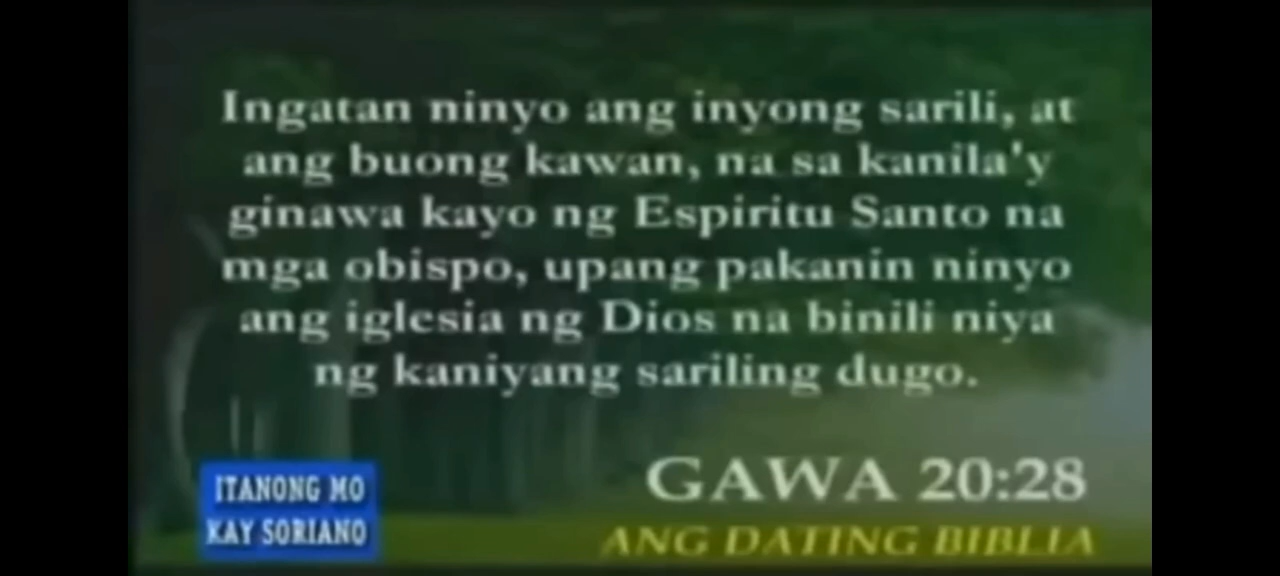 Ingatan ninyo ang inyong sarili, at
ang buong kawan, na sa kanila'y
ginawa kayo ng Espiritu Santo na
mga obispo, upang pakanin ninyo
ang iglesia ng Dios na binili niya
ng kaniyang sariling dugo.
GAWA 20:28
ANG DATING BIBLIA
ITANONG MO
KAY SORIANO